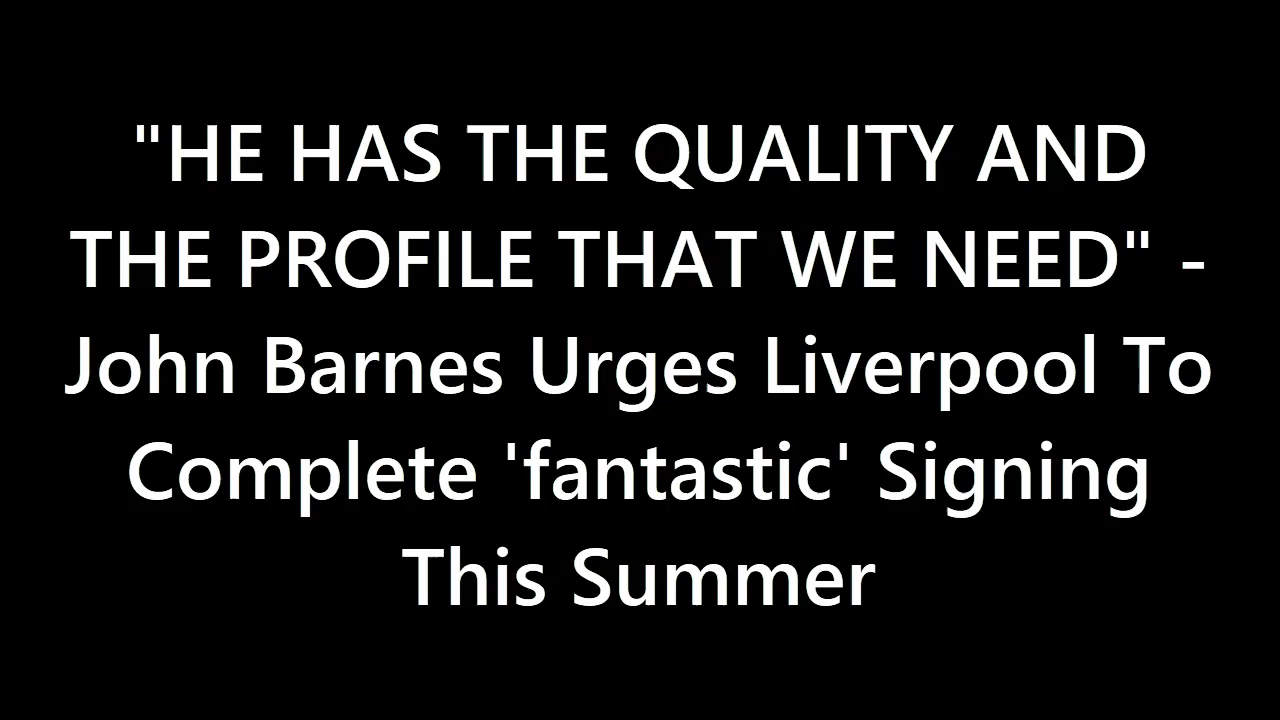 "HE HAS THE QUALITY AND
THE PROFILE THAT WE NEED" -
John Barnes Urges Liverpool To
Complete 'fantastic' Signing
This Summer